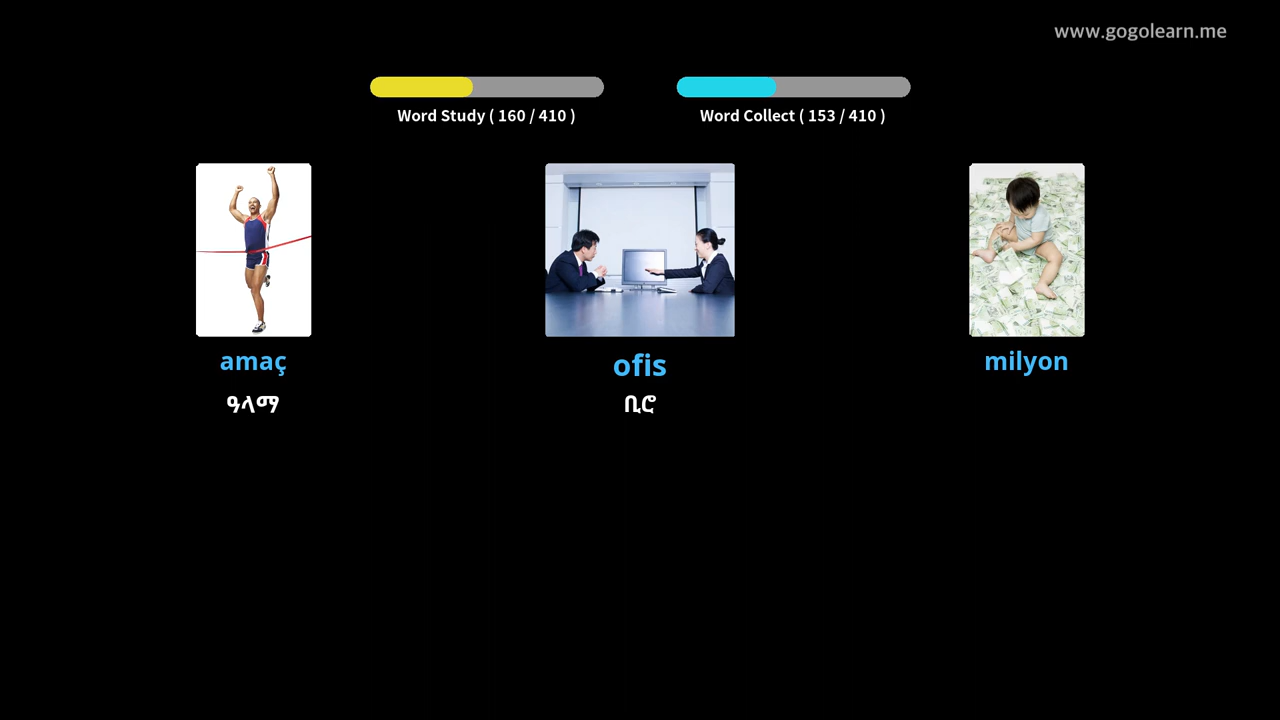 www.gogolearn.me
Word Study ( 160 / 410 )
Word Collect ( 153 / 410 )
amaç
ዓላማ
ofis
ቢሮ
milyon